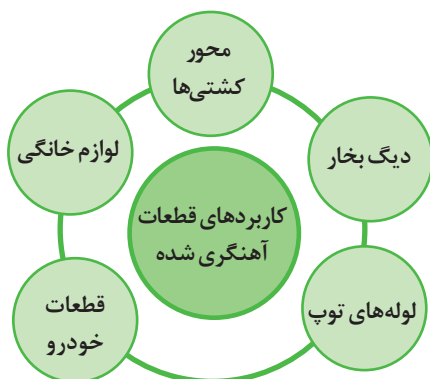 محور
کشتی‌ها
دیگ بخار
لوازم خانگی
کاربردهای قطعات
آهنگری شده
لوله‌های توپ
قطعات
خودرو